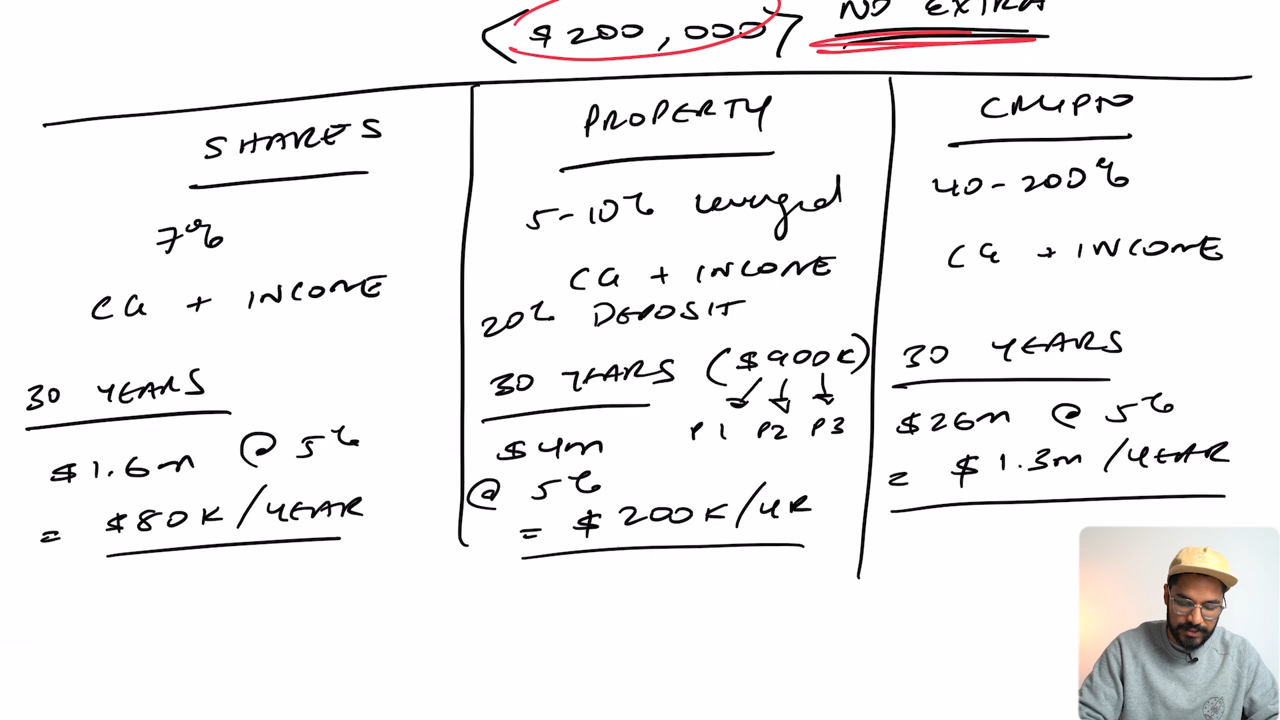 <$200,000>
NO EXTRA
SHARES
7%
CG + INCOME
30 YEARS
$1.6m @ 5%
= $80K/YEAR
PROPERTY
5-10% leveraged
CG + INCOME
20% DEPOSIT
30 YEARS ($900K)
P1 P2 P3
$4m
@ 5%
= $200K/YR
CRYPTO
40-200%
CG + INCOME
30 YEARS
$26m @ 5%
= $1.3m/YEAR